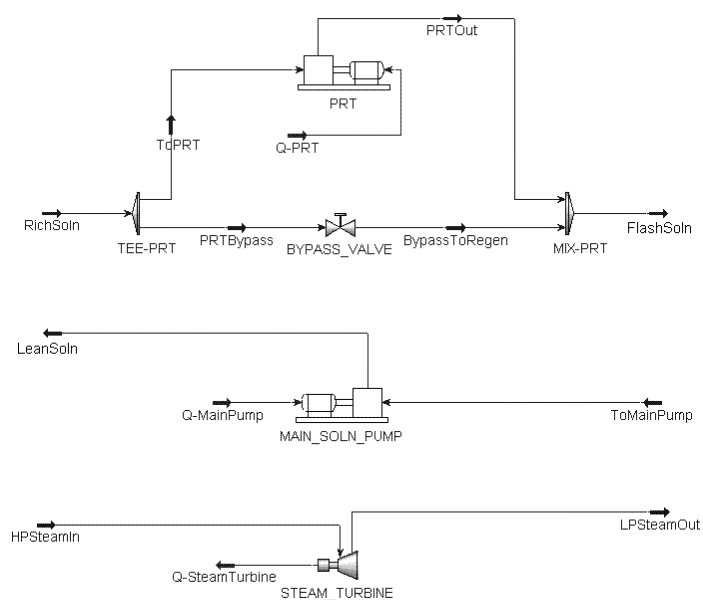 PRTOut
PRT
ToPRT
Q-PRT
RichSoln
TEE-PRT
PRTBypass
BYPASS_VALVE
BypassToRegen
MIX-PRT
FlashSoln
LeanSoln
Q-MainPump
MAIN_SOLN_PUMP
ToMainPump
HPSteamIn
LPSteamOut
Q-SteamTurbine
STEAM_TURBINE